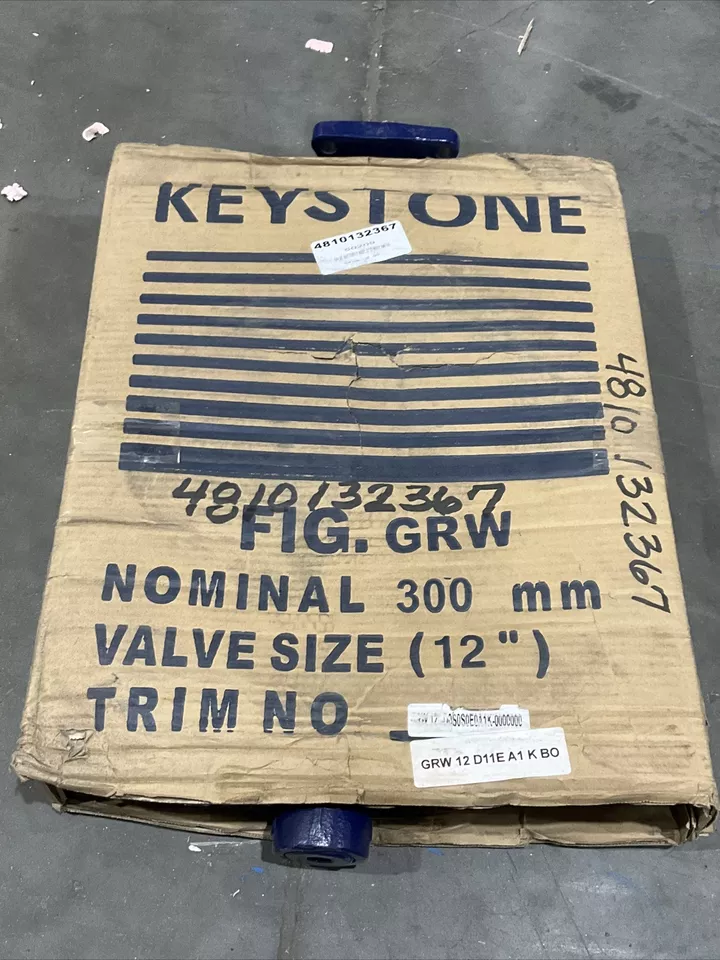 KEYSTONE
4810132367
4810132367
4810132367
FIG. GRW
NOMINAL 300 mm
VALVE SIZE (12")
TRIM NO
GRW 12 D11E A1 K BO